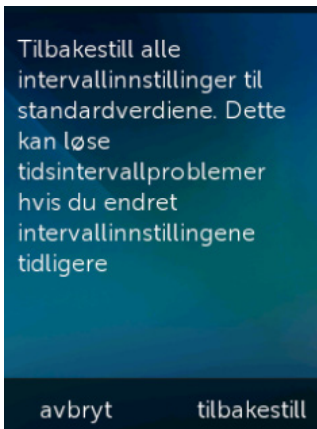 Tilbakestill alle
intervallinnstillinger til
standardverdiene. Dette
kan løse
tidsintervallproblemer
hvis du endret
intervallinnstillingene
tidligere
avbryt tilbakestill